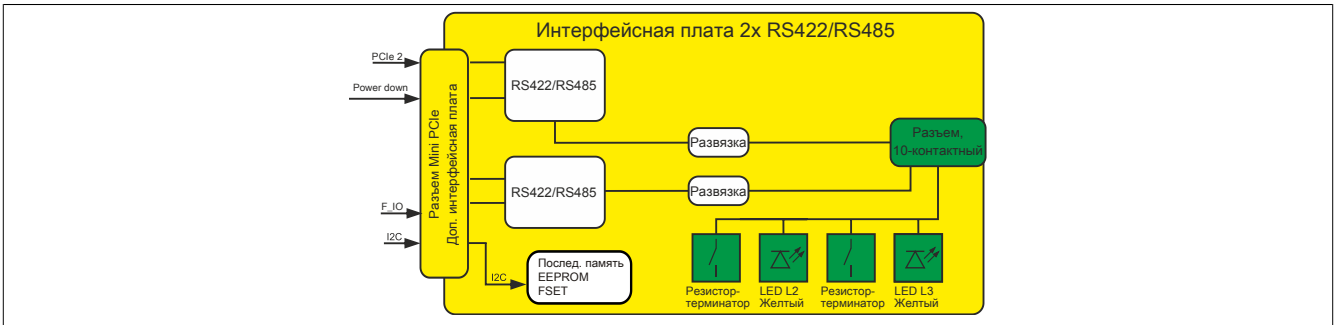 Интерфейсная плата 2x RS422/RS485
PCIe 2
Power down
F_IO
I2C
Разъем Mini PCIe
Доп. интерфейсная плата
RS422/RS485
Развязка
Разъем,
10-контактный
RS422/RS485
Развязка
I2C
Послед. память
EEPROM
FSET
Резистор-
терминатор
LED L2
Желтый
Резистор-
терминатор
LED L3
Желтый